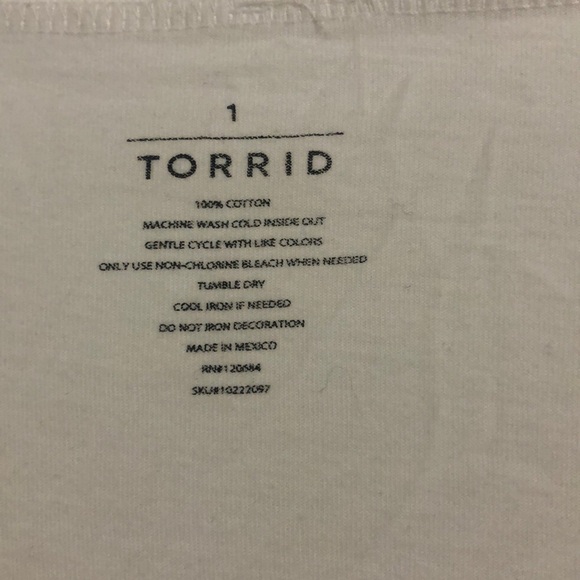 1
TORRID
100% COTTON
MACHINE WASH COLD INSIDE OUT
GENTLE CYCLE WITH LIKE COLORS
ONLY USE NON-CHLORINE BLEACH WHEN NEEDED
TUMBLE DRY
COOL IRON IF NEEDED
DO NOT IRON DECORATION
MADE IN MEXICO
RN#120684
SKU#10222097